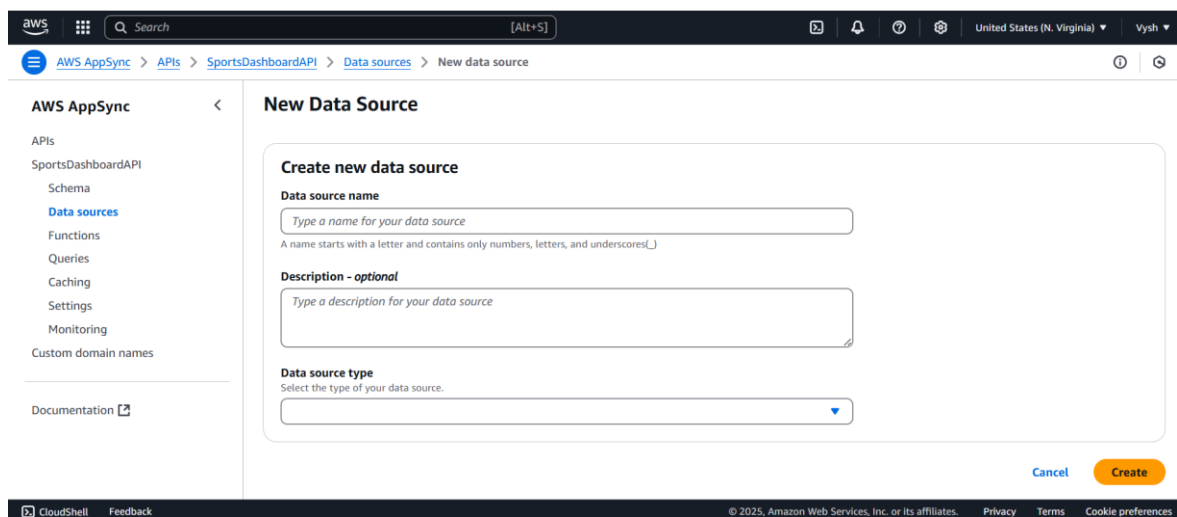 aws
Search [Alt+S]
United States (N. Virginia) Vysh
AWS AppSync > APIs > SportsDashboardAPI > Data sources > New data source
AWS AppSync
APIs
SportsDashboardAPI
Schema
Data sources
Functions
Queries
Caching
Settings
Monitoring
Custom domain names
Documentation
New Data Source
Create new data source
Data source name
Type a name for your data source
A name starts with a letter and contains only numbers, letters, and underscores(_)
Description - optional
Type a description for your data source
Data source type
Select the type of your data source.
Cancel Create
CloudShell Feedback © 2025, Amazon Web Services, Inc. or its affiliates. Privacy Terms Cookie preferences